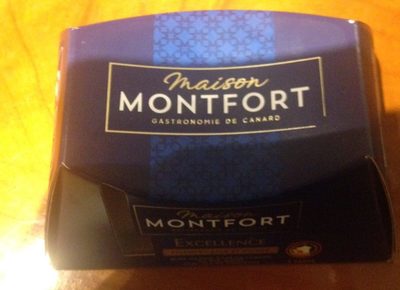 Maison
MONTFORT
GASTRONOMIE DE CANARD
Maison
MONTFORT
EXCELLENCE